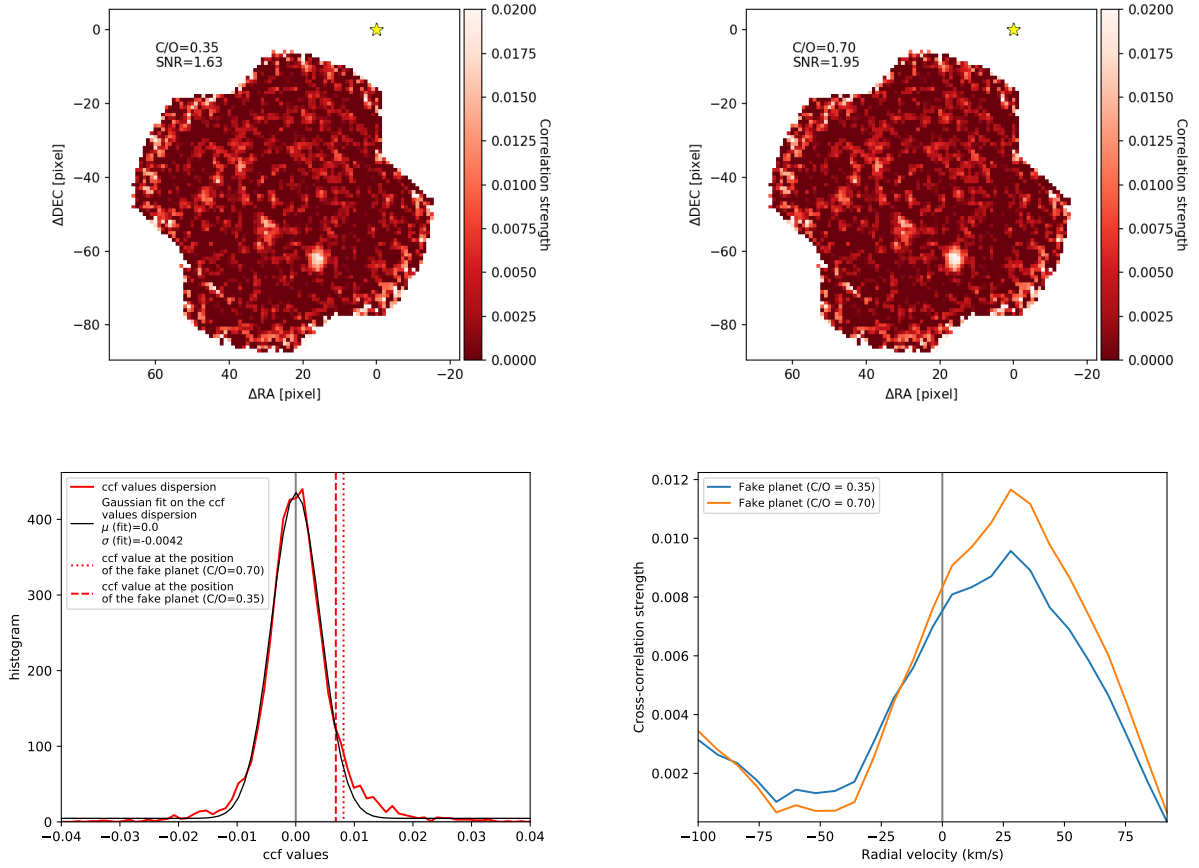 C/O=0.35
SNR=1.63
0
−20
−40
−60
−80
60
40
20
0
−20
ΔRA [pixel]
ΔDEC [pixel]
0.0200
0.0175
0.0150
0.0125
0.0100
0.0075
0.0050
0.0025
0.0000
Correlation strength
C/O=0.70
SNR=1.95
0
−20
−40
−60
−80
60
40
20
0
−20
ΔRA [pixel]
ΔDEC [pixel]
0.0200
0.0175
0.0150
0.0125
0.0100
0.0075
0.0050
0.0025
0.0000
Correlation strength
ccf values dispersion
Gaussian fit on the ccf
values dispersion
μ (fit)=0.0
σ (fit)=-0.0042
ccf value at the position
of the fake planet (C/O=0.70)
ccf value at the position
of the fake planet (C/O=0.35)
400
300
200
100
0
histogram
−0.04
−0.03
−0.02
−0.01
0.00
0.01
0.02
0.03
0.04
ccf values
Fake planet (C/O = 0.35)
Fake planet (C/O = 0.70)
0.012
0.010
0.008
0.006
0.004
0.002
Cross-correlation strength
−100
−75
−50
−25
0
25
50
75
Radial velocity (km/s)